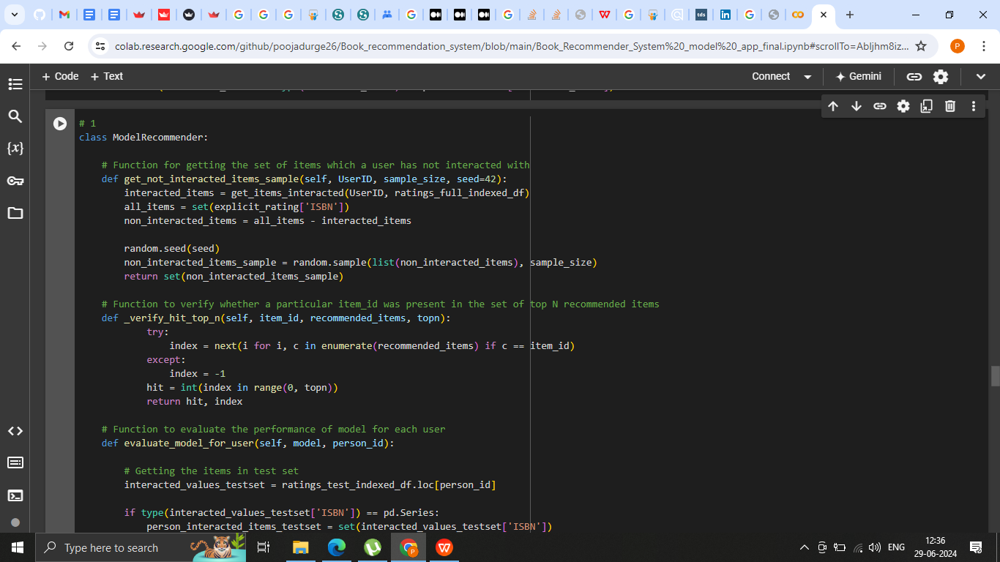 colab.research.google.com/github/poojadurge26/Book_recommendation_system/blob/main/Book_Recommender_System%20_model%20_app_final.ipynb#scrollTo=AbIjhm8iz...
P
+ Code + Text
Connect
Gemini
# 1
class ModelRecommender:
# Function for getting the set of items which a user has not interacted with
def get_not_interacted_items_sample(self, UserID, sample_size, seed=42):
interacted_items = get_items_interacted(UserID, ratings_full_indexed_df)
all_items = set(explicit_rating['ISBN'])
non_interacted_items = all_items - interacted_items
random.seed(seed)
non_interacted_items_sample = random.sample(list(non_interacted_items), sample_size)
return set(non_interacted_items_sample)
# Function to verify whether a particular item_id was present in the set of top N recommended items
def _verify_hit_top_n(self, item_id, recommended_items, topn):
try:
index = next(i for i, c in enumerate(recommended_items) if c == item_id)
except:
index = -1
hit = int(index in range(0, topn))
return hit, index
# Function to evaluate the performance of model for each user
def evaluate_model_for_user(self, model, person_id):
# Getting the items in test set
interacted_values_testset = ratings_test_indexed_df.loc[person_id]
if type(interacted_values_testset['ISBN']) == pd.Series:
person_interacted_items_testset = set(interacted_values_testset['ISBN'])
Type here to search
ENG
12:36
29-06-2024